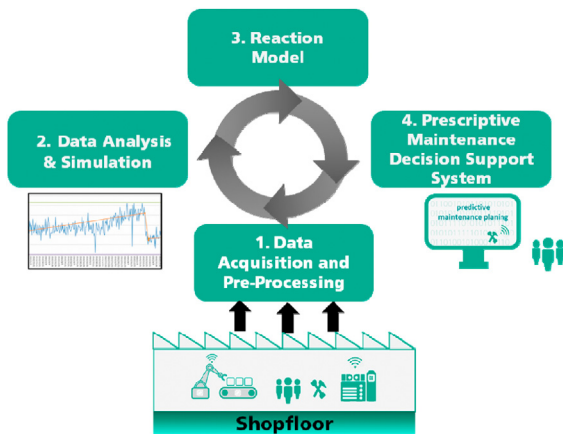 3. Reaction
Model
2. Data Analysis
& Simulation
4. Prescriptive
Maintenance
Decision Support
System
predictive
maintenance planing
1. Data
Acquisition and
Pre-Processing
Shopfloor